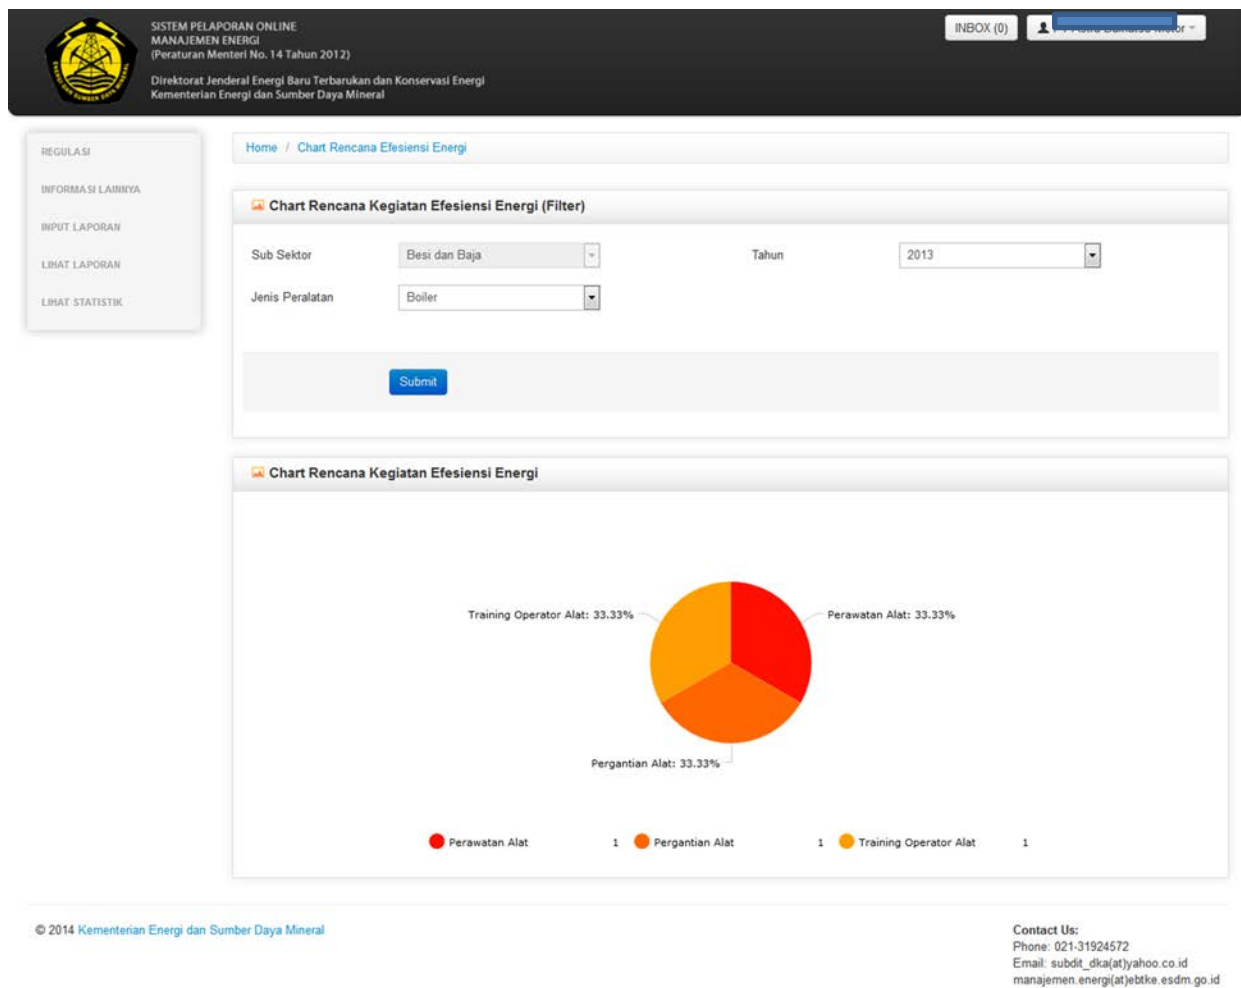 SISTEM PELAPORAN ONLINE
MANAJEMEN ENERGI
(Peraturan Menteri No. 14 Tahun 2012)
Direktorat Jenderal Energi Baru Terbarukan dan Konservasi Energi
Kementerian Energi dan Sumber Daya Mineral
INBOX (0)
REGULASI
INFORMASI LAINNYA
INPUT LAPORAN
LIHAT LAPORAN
LIHAT STATISTIK
Home / Chart Rencana Efesiensi Energi
Chart Rencana Kegiatan Efesiensi Energi (Filter)
Sub Sektor Besi dan Baja Tahun 2013
Jenis Peralatan Boiler
Submit
Chart Rencana Kegiatan Efesiensi Energi
Training Operator Alat: 33.33% Perawatan Alat: 33.33%
Pergantian Alat: 33.33%
Perawatan Alat 1 Pergantian Alat 1 Training Operator Alat 1
© 2014 Kementerian Energi dan Sumber Daya Mineral
Contact Us:
Phone: 021-31924572
Email: subdit_dka(at)yahoo.co.id
manajemen.energi(at)ebtke.esdm.go.id